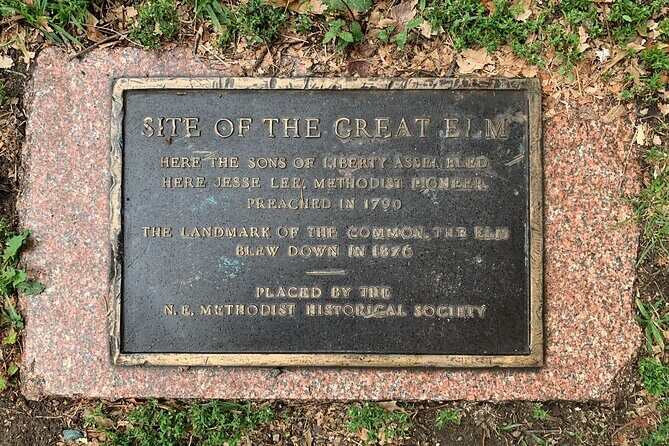 SITE OF THE GREAT ELM
HERE THE SONS OF LIBERTY ASSEMBLED
HERE JESSE LEE, METHODIST PIONEER,
PREACHED IN 1790
THE LANDMARK OF THE COMMON, THE ELM
BLEW DOWN IN 1876
PLACED BY THE
N.E. METHODIST HISTORICAL SOCIETY